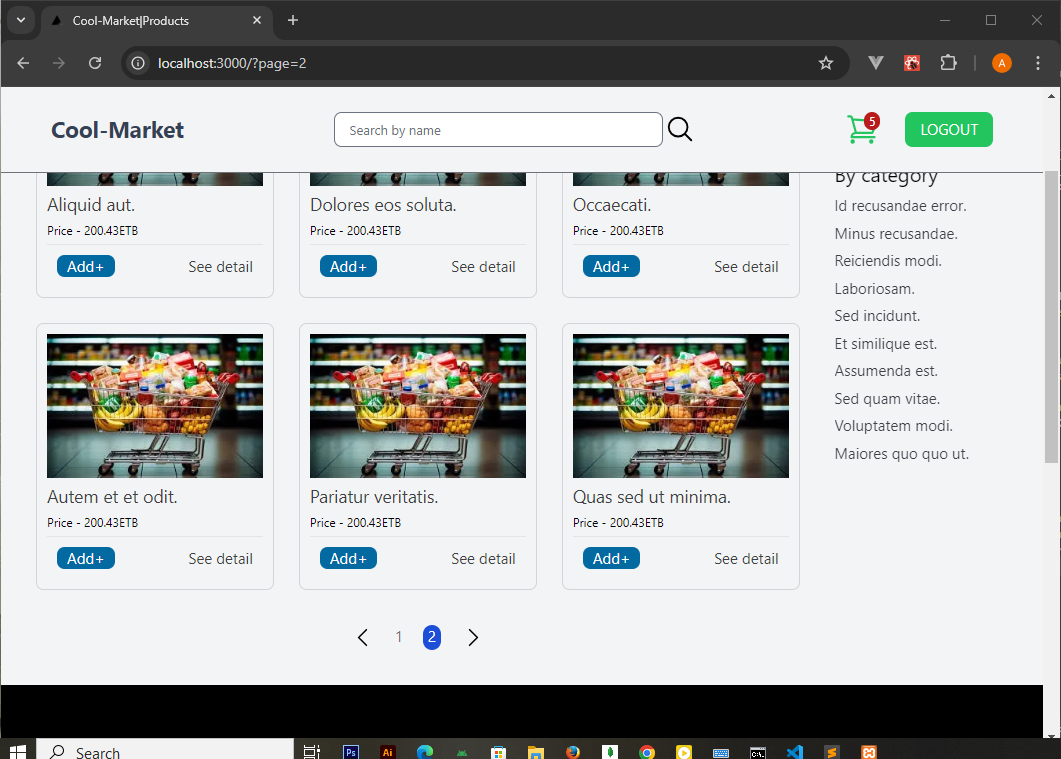 Cool-Market|Products
localhost:3000/?page=2
A
Cool-Market
Search by name
5
LOGOUT
Aliquid aut.
Price - 200.43ETB
Add+ See detail
Dolores eos soluta.
Price - 200.43ETB
Add+ See detail
Occaecati.
Price - 200.43ETB
Add+ See detail
By category
Id recusandae error.
Minus recusandae.
Reiciendis modi.
Laboriosam.
Sed incidunt.
Et similique est.
Assumenda est.
Sed quam vitae.
Voluptatem modi.
Maiores quo quo ut.
Autem et et odit.
Price - 200.43ETB
Add+ See detail
Pariatur veritatis.
Price - 200.43ETB
Add+ See detail
Quas sed ut minima.
Price - 200.43ETB
Add+ See detail
1 2
Search
Ps
Ai